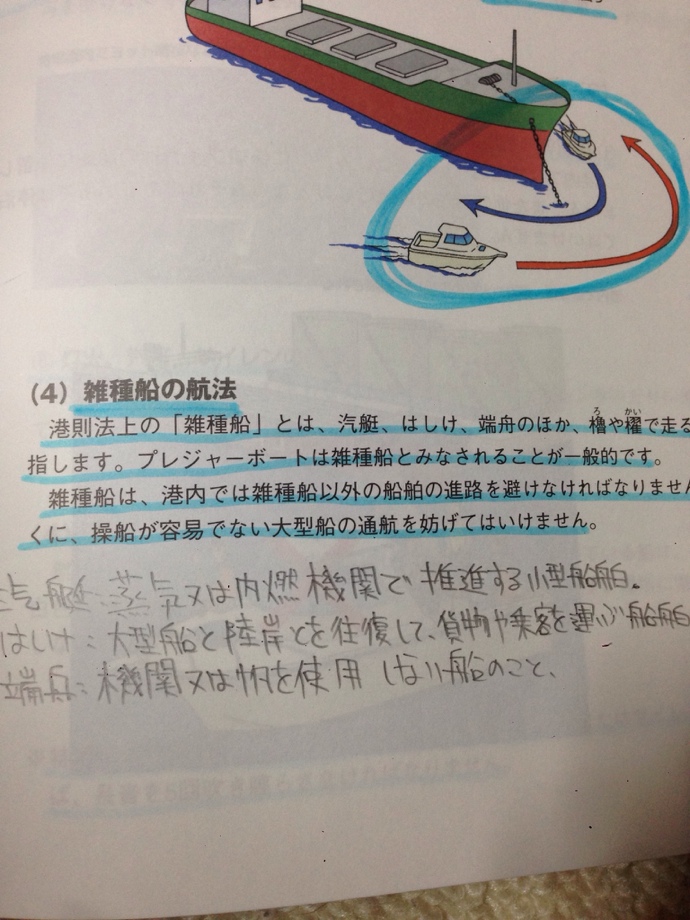 (4) 雑種船の航法
港則法上の「雑種船」とは、汽艇、はしけ、端舟のほか、櫓や櫂で走る
指します。プレジャーボートは雑種船とみなされることが一般的です。
雑種船は、港内では雑種船以外の船舶の進路を避けなければなりません
くに、操船が容易でない大型船の通航を妨げてはいけません。
汽艇:蒸気又は内燃機関で推進する小型船舶。
はしけ:大型船と陸岸とを往復して、貨物や乗客を運ぶ船舶
端兵:機関又は帆を使用しない船のこと、